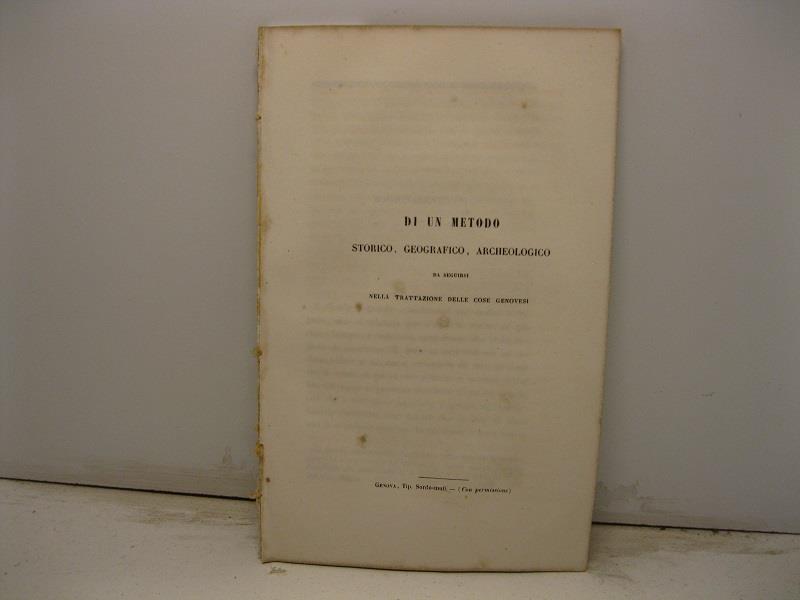 DI UN METODO
STORICO, GEOGRAFICO, ARCHEOLOGICO
DA SEGUIRSI
NELLA TRATTAZIONE DELLE COSE GENOVESI
GENOVA, Tip. Sordo-muti — (Con permissione)